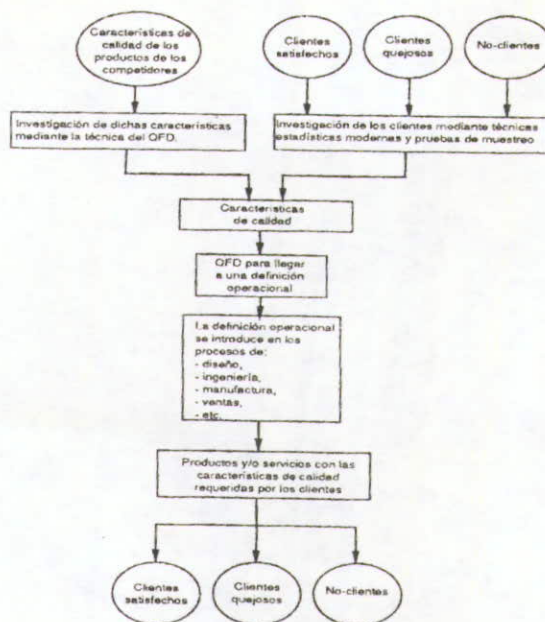 Características de
calidad de los
productos de los
competidores
Clientes
satisfechos
Clientes
quejosos
No-clientes
Investigación de dichas características
mediante la técnica del QFD.
Investigación de los clientes mediante técnicas
estadísticas modernas y pruebas de muestreo
Características
de calidad
QFD para llegar
a una definición
operacional
La definición operacional
se introduce en los
procesos de:
- diseño,
- ingeniería,
- manufactura,
- ventas,
- etc.
Productos y/o servicios con las
características de calidad
requeridas por los clientes
Clientes
satisfechos
Clientes
quejosos
No-clientes